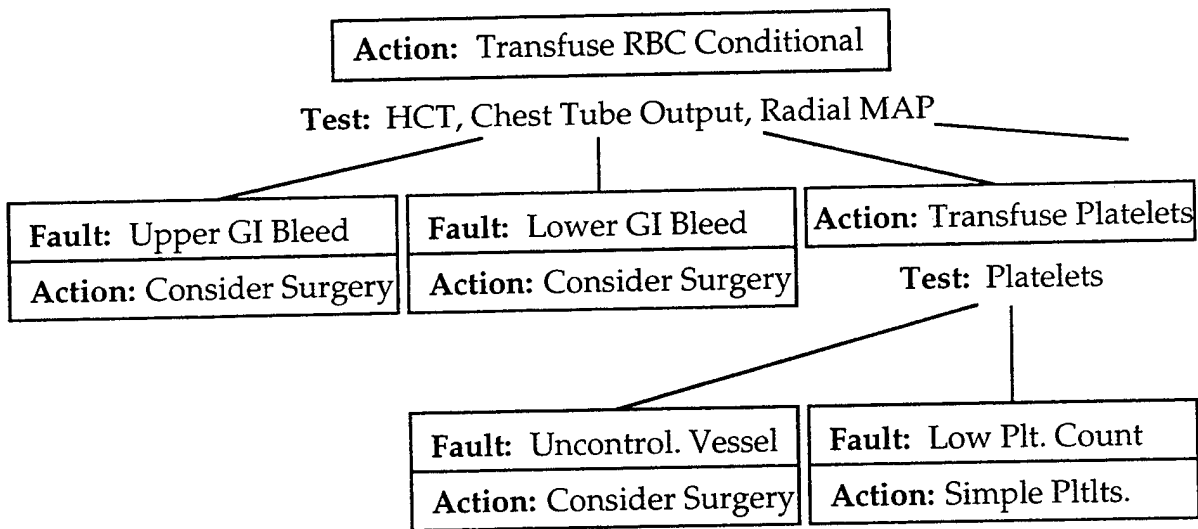 Action: Transfuse RBC Conditional
Test: HCT, Chest Tube Output, Radial MAP
Fault: Upper GI Bleed
Action: Consider Surgery
Fault: Lower GI Bleed
Action: Consider Surgery
Action: Transfuse Platelets
Test: Platelets
Fault: Uncontrol. Vessel
Action: Consider Surgery
Fault: Low Plt. Count
Action: Simple Pltlts.